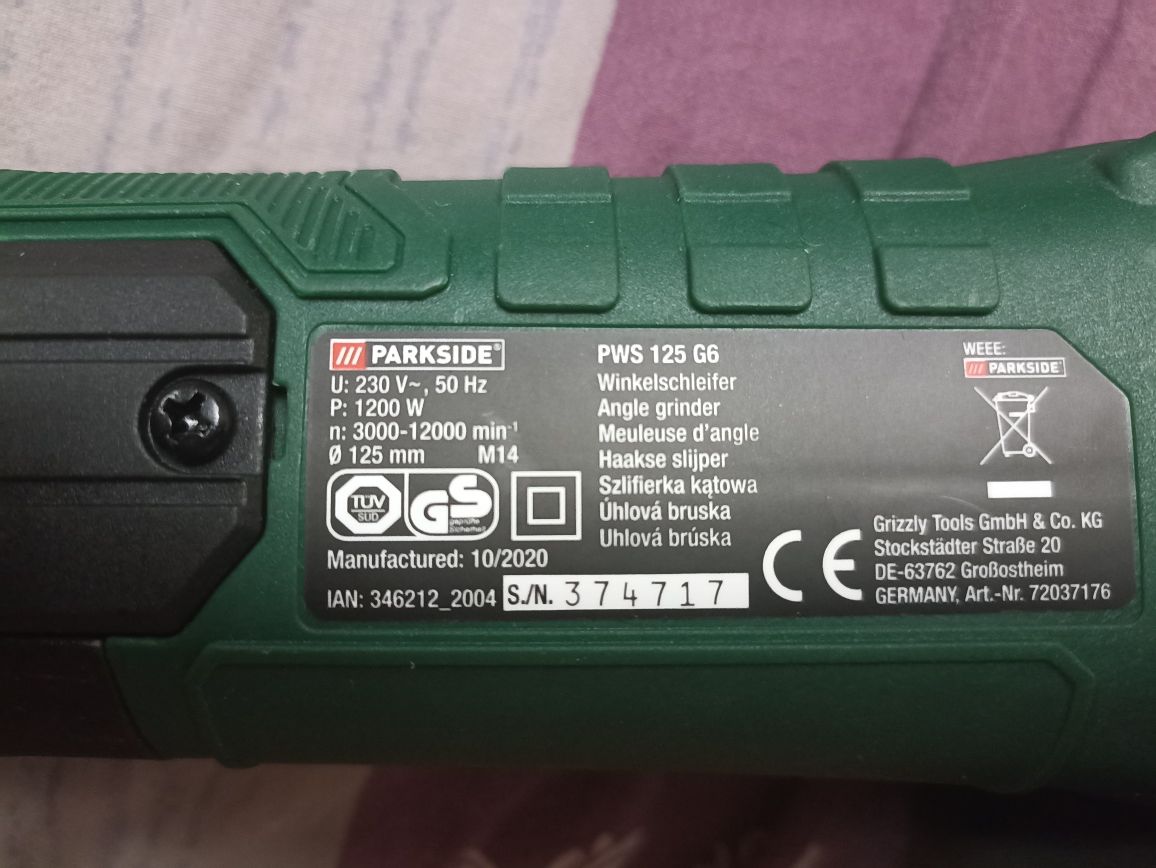 PARKSIDE®
U: 230 V~, 50 Hz
P: 1200 W
n: 3000-12000 min⁻¹
Ø 125 mm M14
TÜV
SÜD
GS
geprüfte
Sicherheit
Manufactured: 10/2020
IAN: 346212_2004
S./N. 374717
PWS 125 G6
Winkelschleifer
Angle grinder
Meuleuse d'angle
Haakse slijper
Szlifierka kątowa
Úhlová bruska
Uhlová brúska
CE
WEEE:
PARKSIDE®
Grizzly Tools GmbH & Co. KG
Stockstädter Straße 20
DE-63762 Großostheim
GERMANY, Art.-Nr. 72037176